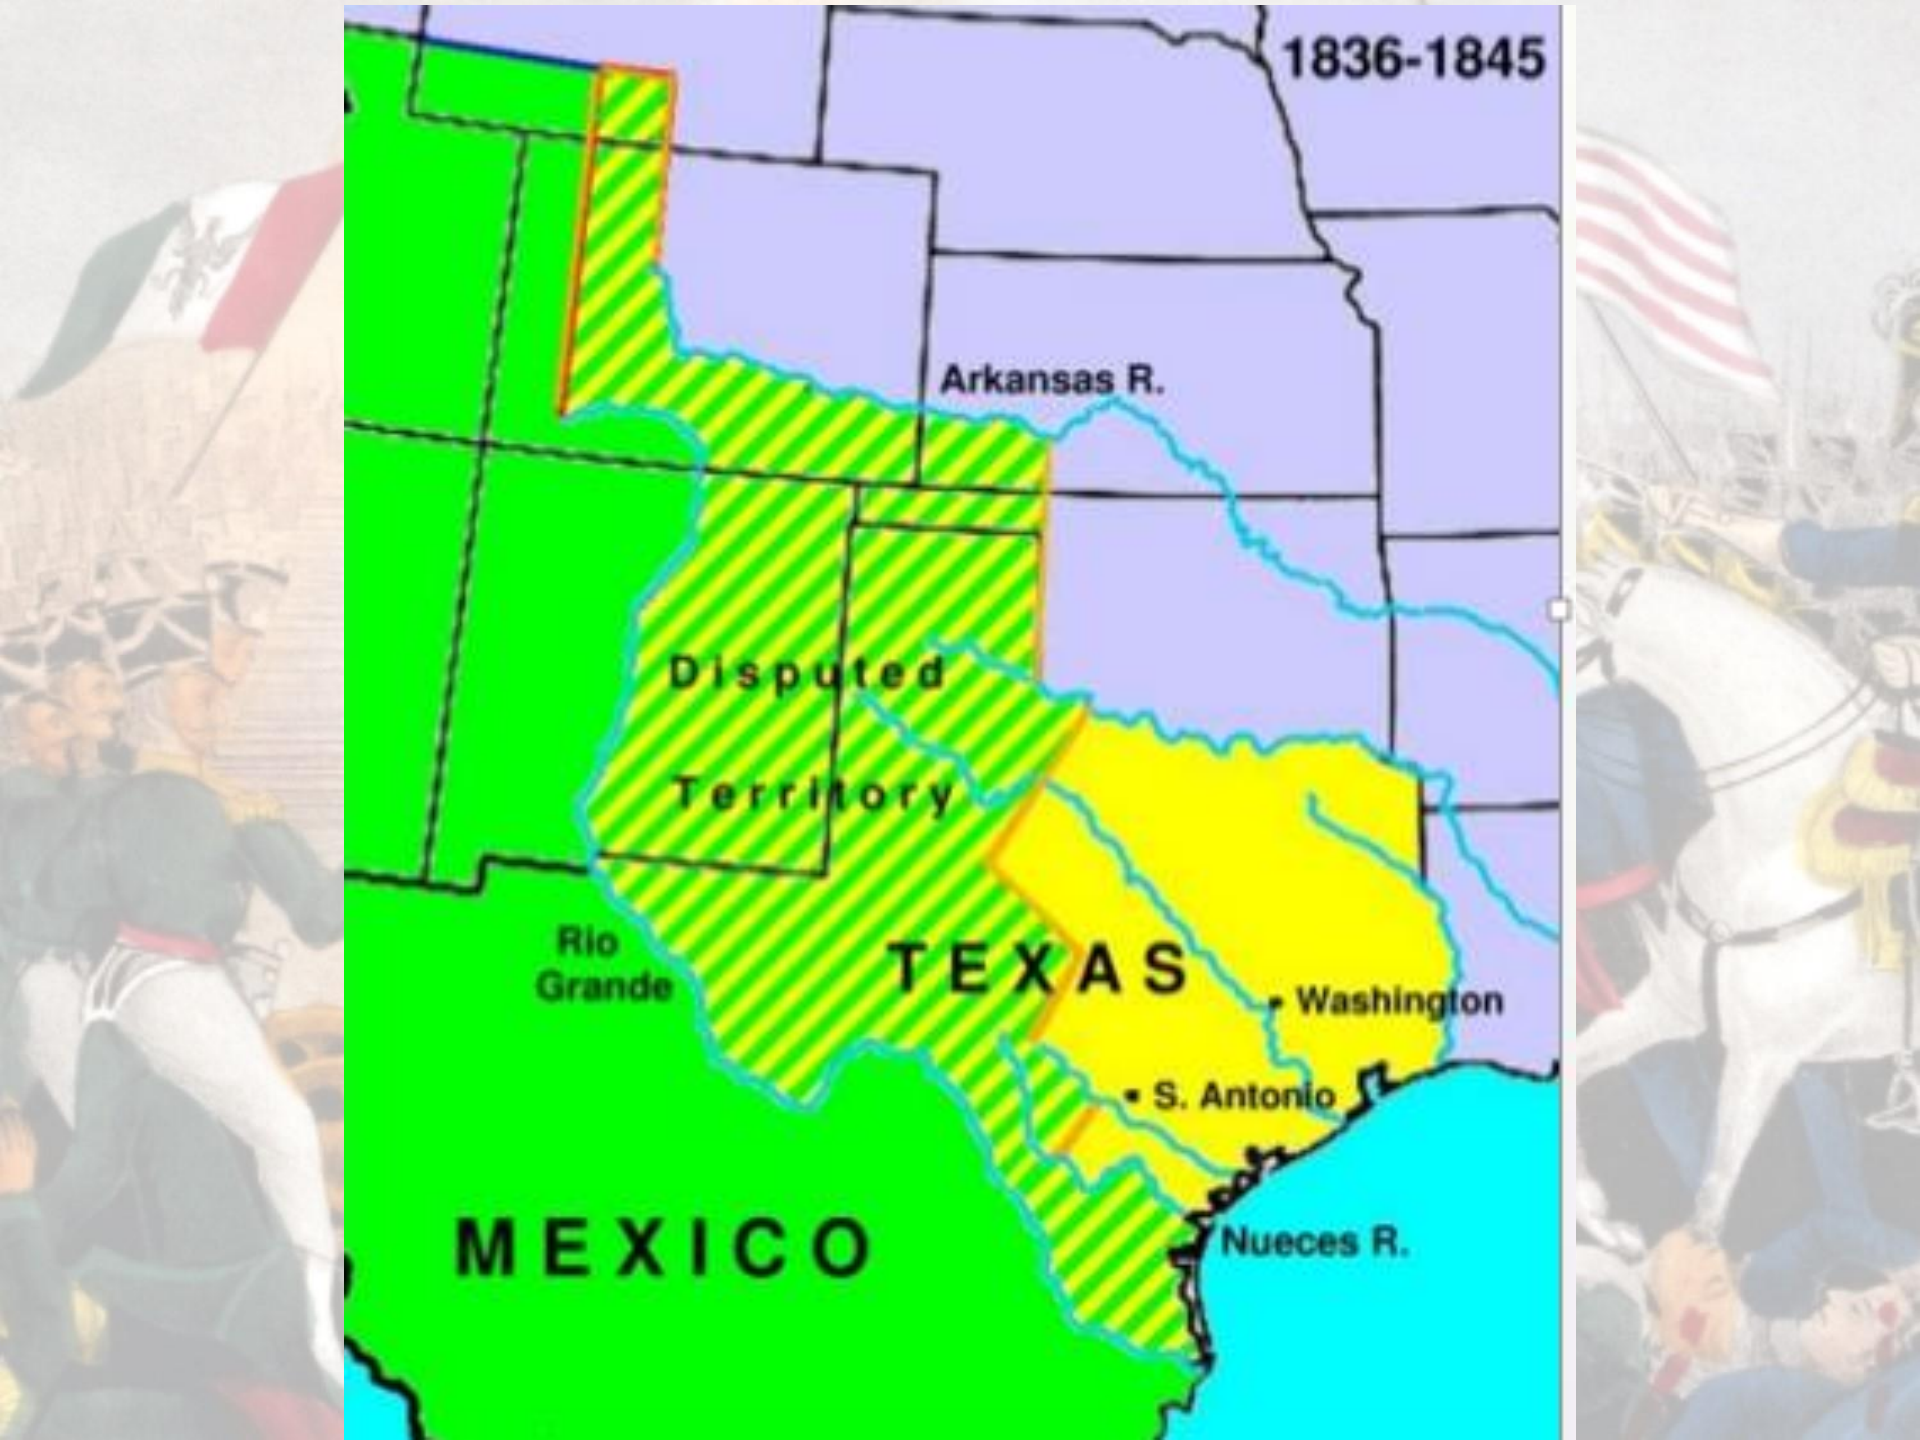 1836-1845
Arkansas R.
Disputed
Territory
Rio
Grande
TEXAS
Washington
S. Antonio
MEXICO
Nueces R.